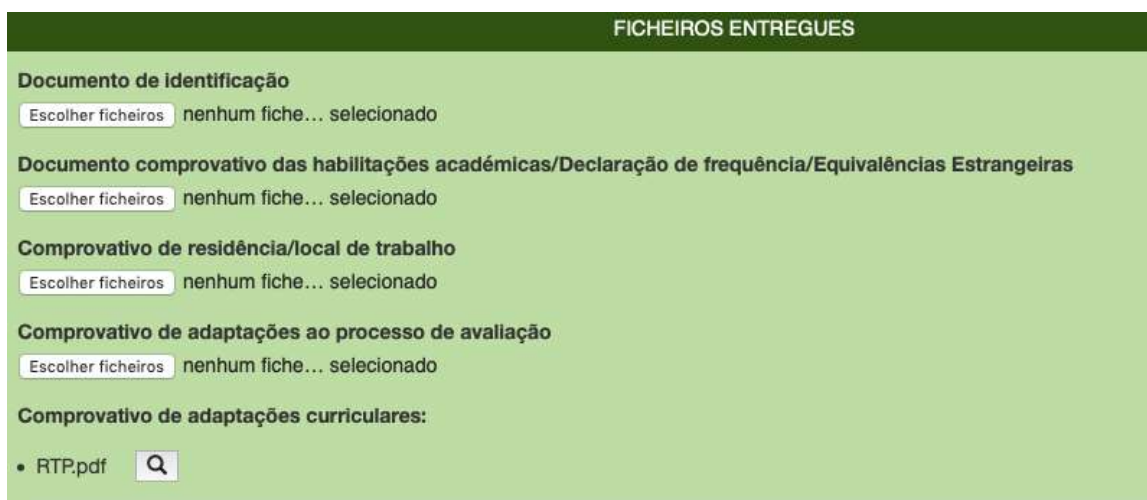 FICHEIROS ENTREGUES
Documento de identificação
Escolher ficheiros nenhum fiche… selecionado
Documento comprovativo das habilitações académicas/Declaração de frequência/Equivalências Estrangeiras
Escolher ficheiros nenhum fiche… selecionado
Comprovativo de residência/local de trabalho
Escolher ficheiros nenhum fiche… selecionado
Comprovativo de adaptações ao processo de avaliação
Escolher ficheiros nenhum fiche… selecionado
Comprovativo de adaptações curriculares:
• RTP.pdf